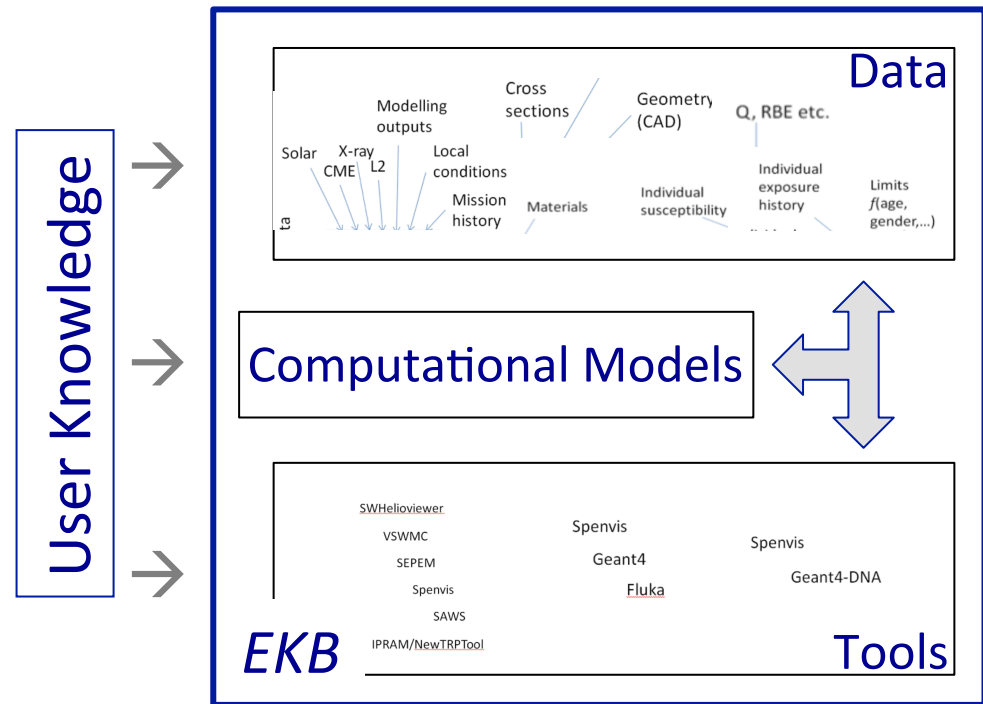 User Knowledge
Data
Cross
sections
Geometry
(CAD)
Q, RBE etc.
Modelling
outputs
Solar
X-ray
CME
L2
Local
conditions
Mission
history
Materials
Individual
susceptibility
Individual
exposure
history
Limits
f(age,
gender,...)
ta
Computational Models
SWHelioviewer
VSWMC
SEPEM
Spenvis
SAWS
IPRAM/NewTRPTool
Spenvis
Geant4
Fluka
Spenvis
Geant4-DNA
EKB
Tools